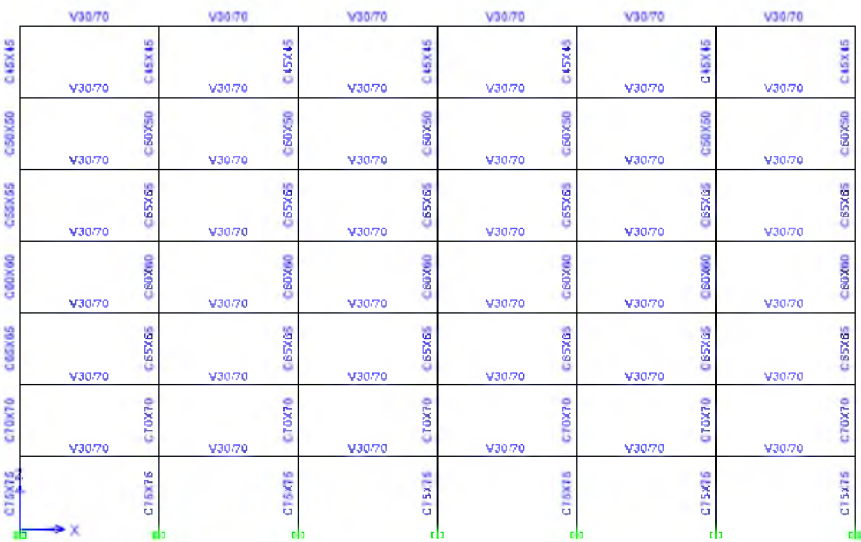 V30/70 V30/70 V30/70 V30/70 V30/70 V30/70
C45X45 C45X45 C45X45 C45X45 C45X45 C45X45 C45X45
V30/70 V30/70 V30/70 V30/70 V30/70 V30/70
C50X50 C50X50 C50X50 C50X50 C50X50 C50X50 C50X50
V30/70 V30/70 V30/70 V30/70 V30/70 V30/70
C55X55 C55X55 C55X55 C55X55 C55X55 C55X55 C55X55
V30/70 V30/70 V30/70 V30/70 V30/70 V30/70
C60X60 C60X60 C60X60 C60X60 C60X60 C60X60 C60X60
V30/70 V30/70 V30/70 V30/70 V30/70 V30/70
C65X65 C65X65 C65X65 C65X65 C65X65 C65X65 C65X65
V30/70 V30/70 V30/70 V30/70 V30/70 V30/70
C70X70 C70X70 C70X70 C70X70 C70X70 C70X70 C70X70
V30/70 V30/70 V30/70 V30/70 V30/70 V30/70
C75X75 C75X75 C75X75 C75X75 C75X75 C75X75 C75X75
X